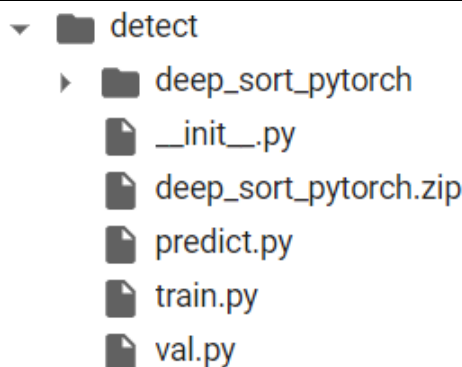 detect
deep_sort_pytorch
__init__.py
deep_sort_pytorch.zip
predict.py
train.py
val.py